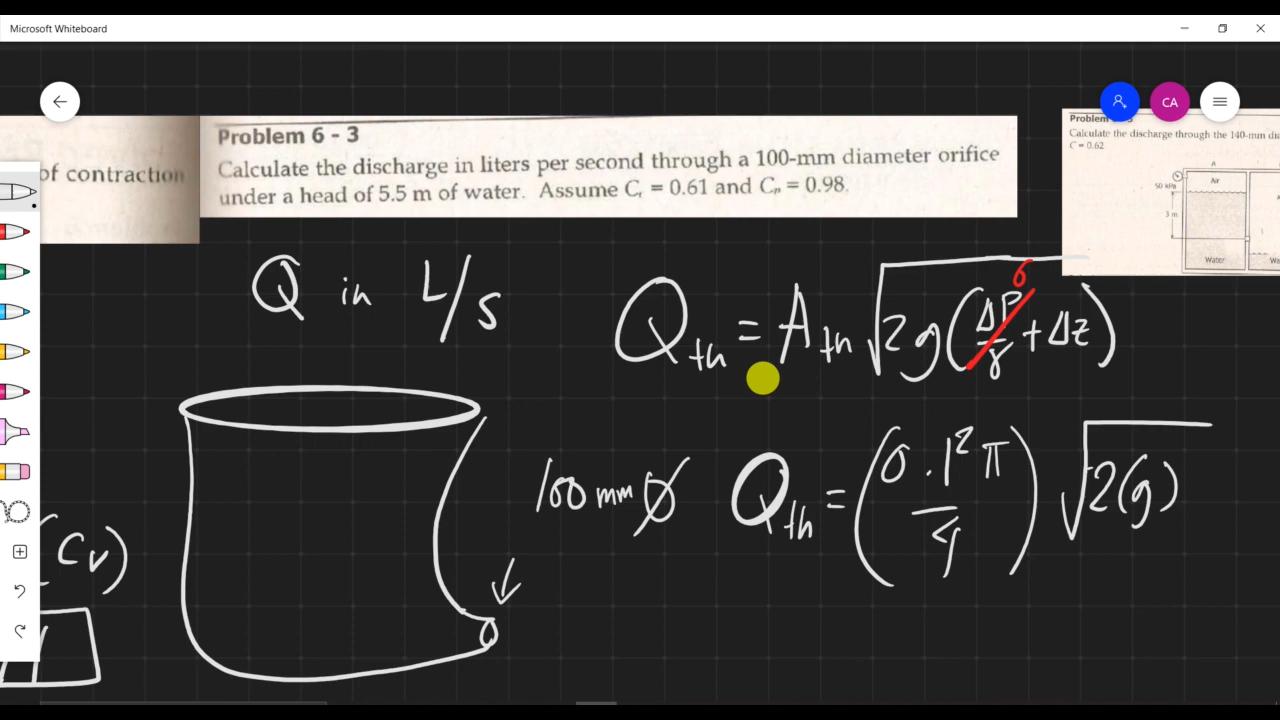 Microsoft Whiteboard
CA
of contraction
Problem 6 - 3
Calculate the discharge in liters per second through a 100-mm diameter orifice
under a head of 5.5 m of water. Assume Cc = 0.61 and Cv = 0.98.
Problem
Calculate the discharge through the 140-mm dia
C = 0.62
A
Air
50 kPa
3 m
Water
Wa
Q in L/s
Qth = Ath √2g(ΔP/γ + Δz)
0
100 mm Ø
Qth = (0.1²π/4) √2(g)
(Cv)